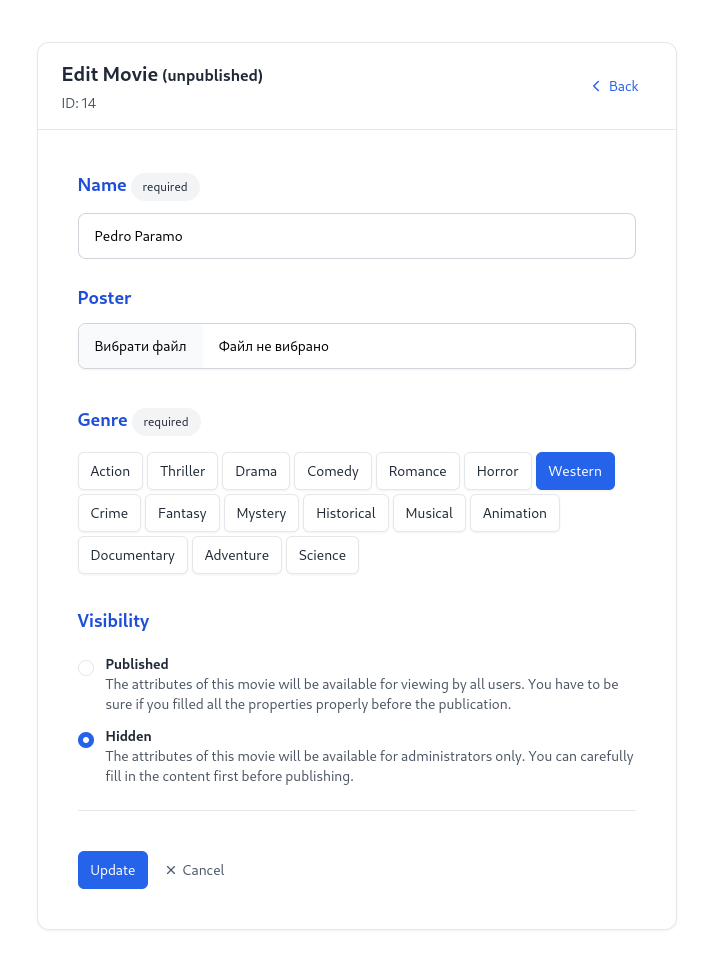 Edit Movie (unpublished)
ID: 14
Back
Name required
Pedro Paramo
Poster
Вибрати файл Файл не вибрано
Genre required
Action Thriller Drama Comedy Romance Horror Western
Crime Fantasy Mystery Historical Musical Animation
Documentary Adventure Science
Visibility
Published
The attributes of this movie will be available for viewing by all users. You have to be
sure if you filled all the properties properly before the publication.
Hidden
The attributes of this movie will be available for administrators only. You can carefully
fill in the content first before publishing.
Update Cancel